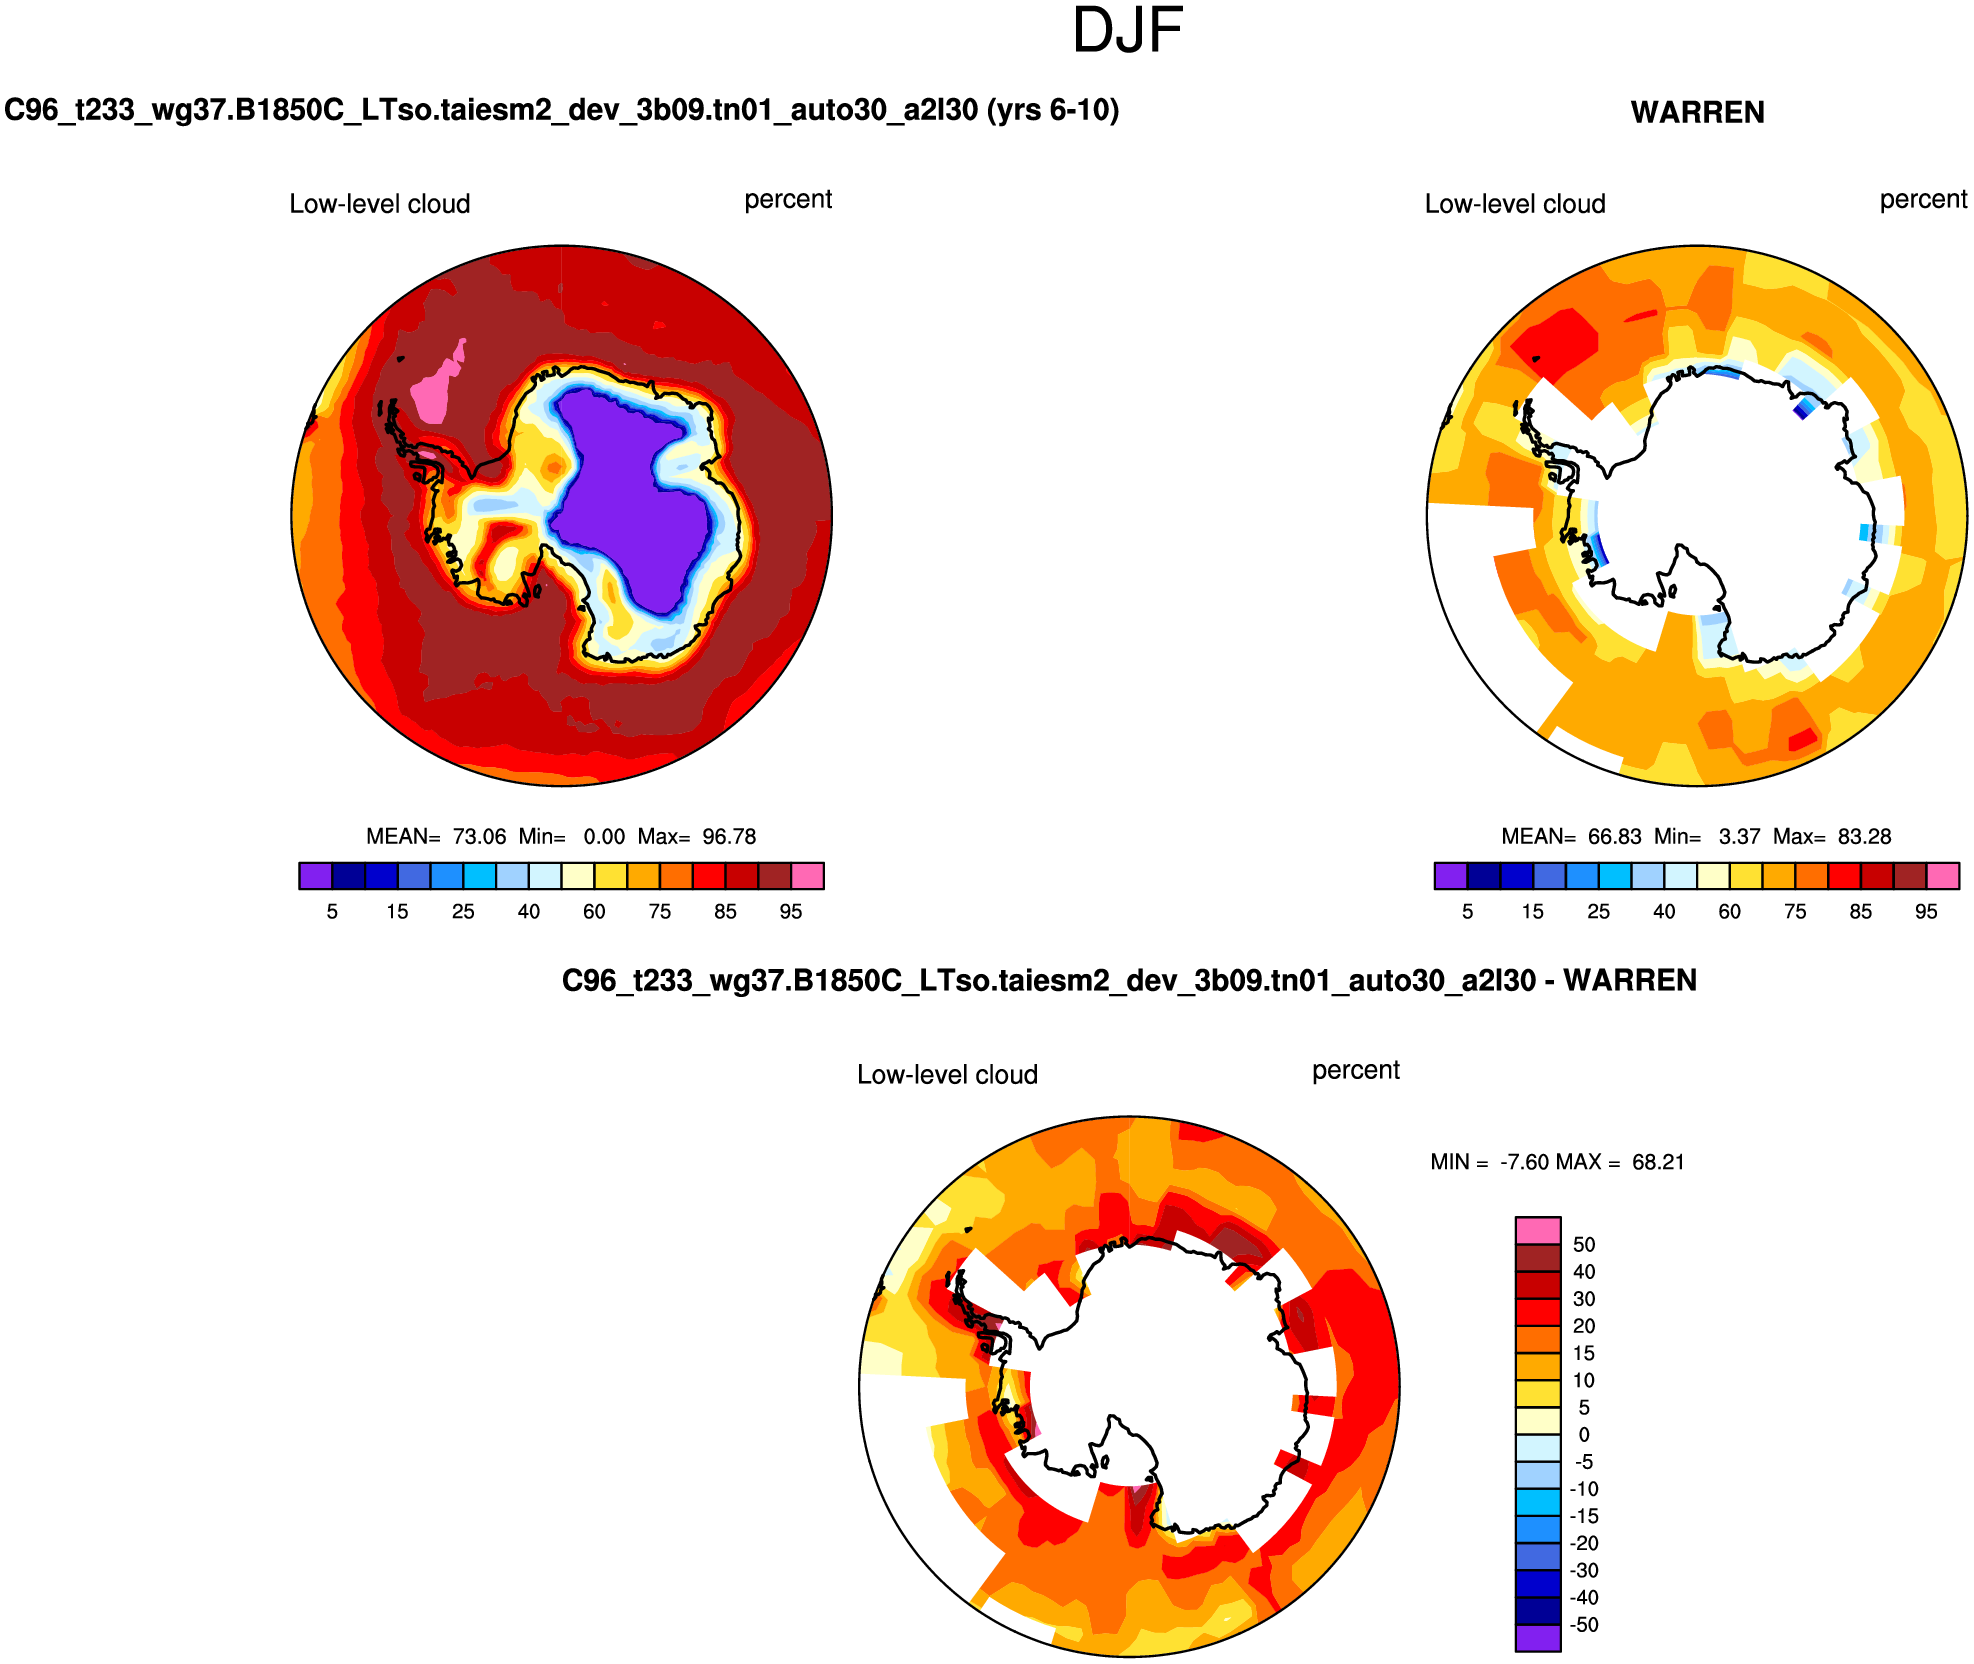 DJF
C96_t233_wg37.B1850C_LTso.taiesm2_dev_3b09.tn01_auto30_a2l30 (yrs 6-10)
WARREN
Low-level cloud percent
Low-level cloud percent
MEAN= 73.06 Min= 0.00 Max= 96.78
MEAN= 66.83 Min= 3.37 Max= 83.28
5 15 25 40 60 75 85 95
5 15 25 40 60 75 85 95
C96_t233_wg37.B1850C_LTso.taiesm2_dev_3b09.tn01_auto30_a2l30 - WARREN
Low-level cloud percent
MIN = -7.60 MAX = 68.21
50
40
30
20
15
10
5
0
-5
-10
-15
-20
-30
-40
-50